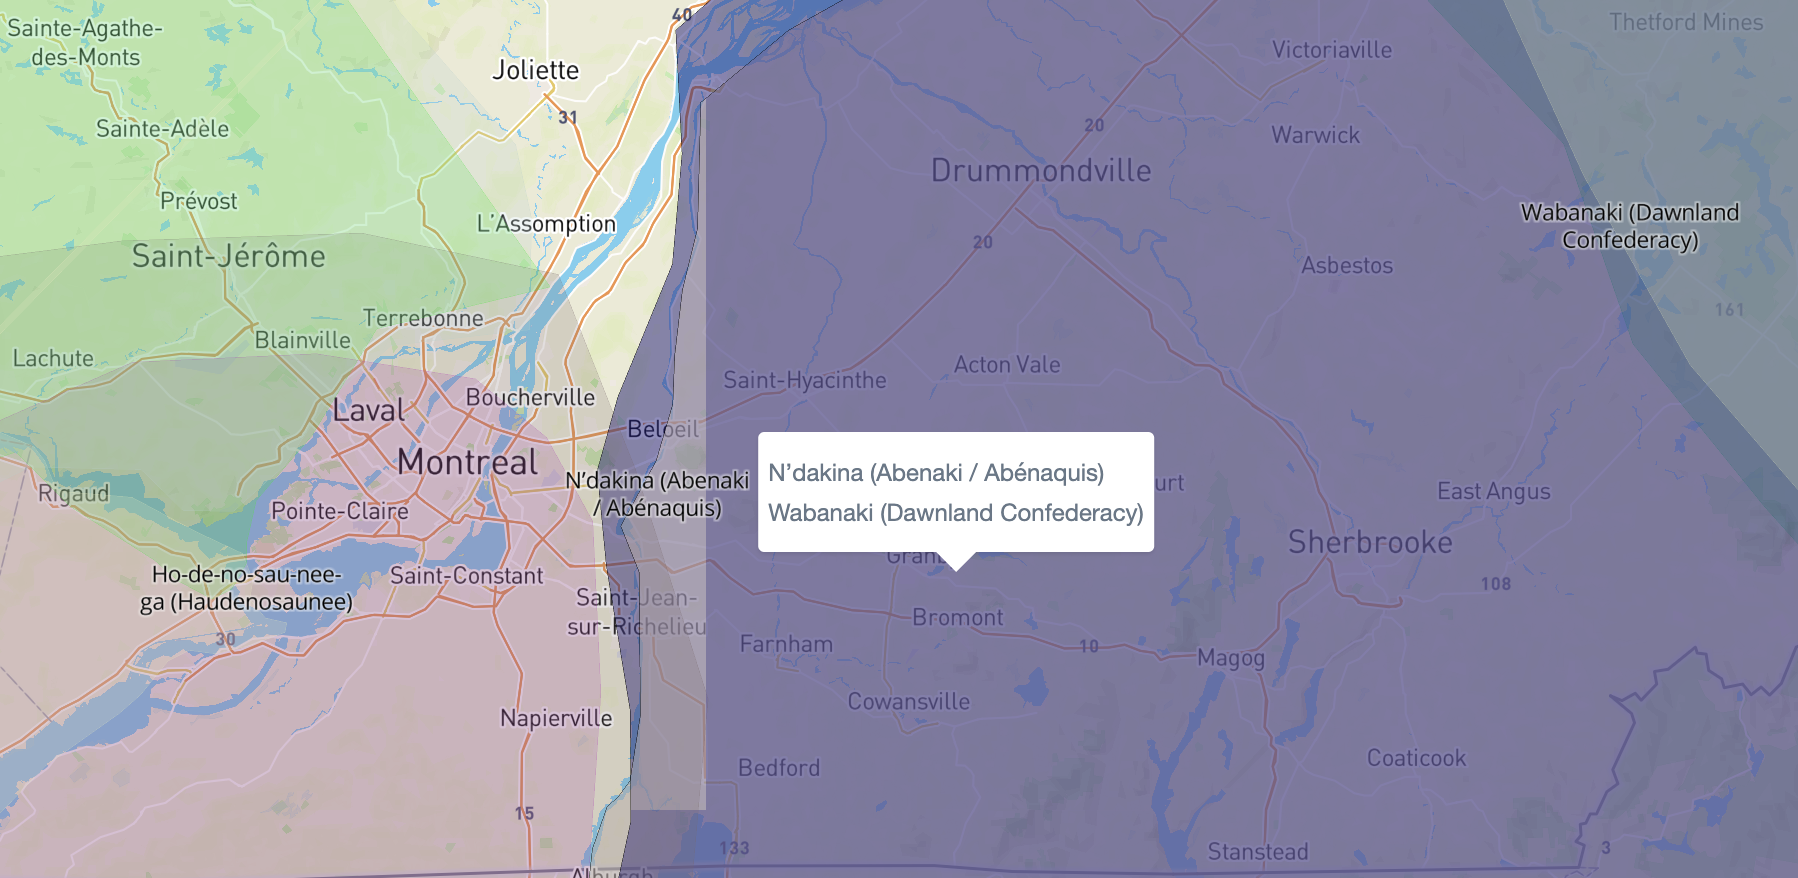 40
Thetford Mines
Sainte-Agathe-
des-Monts
Victoriaville
Joliette
31
Sainte-Adèle
20
Warwick
Drummondville
Prévost
L'Assomption
Wabanaki (Dawnland
Confederacy)
20
Saint-Jérôme
Asbestos
161
Terrebonne
Blainville
Lachute
Acton Vale
Saint-Hyacinthe
Boucherville
Laval
Beloeil
Montreal
N'dakina (Abenaki
/ Abénaquis)
N'dakina (Abenaki / Abénaquis)
Wabanaki (Dawnland Confederacy)
urt
East Angus
Rigaud
Pointe-Claire
Sherbrooke
Granb
Ho-de-no-sau-nee-
ga (Haudenosaunee)
Saint-Constant
108
Saint-Jean-
sur-Richelieu
Bromont
30
Farnham
10
Magog
Cowansville
Napierville
Bedford
Coaticook
15
133
Stanstead
3
Alburgh